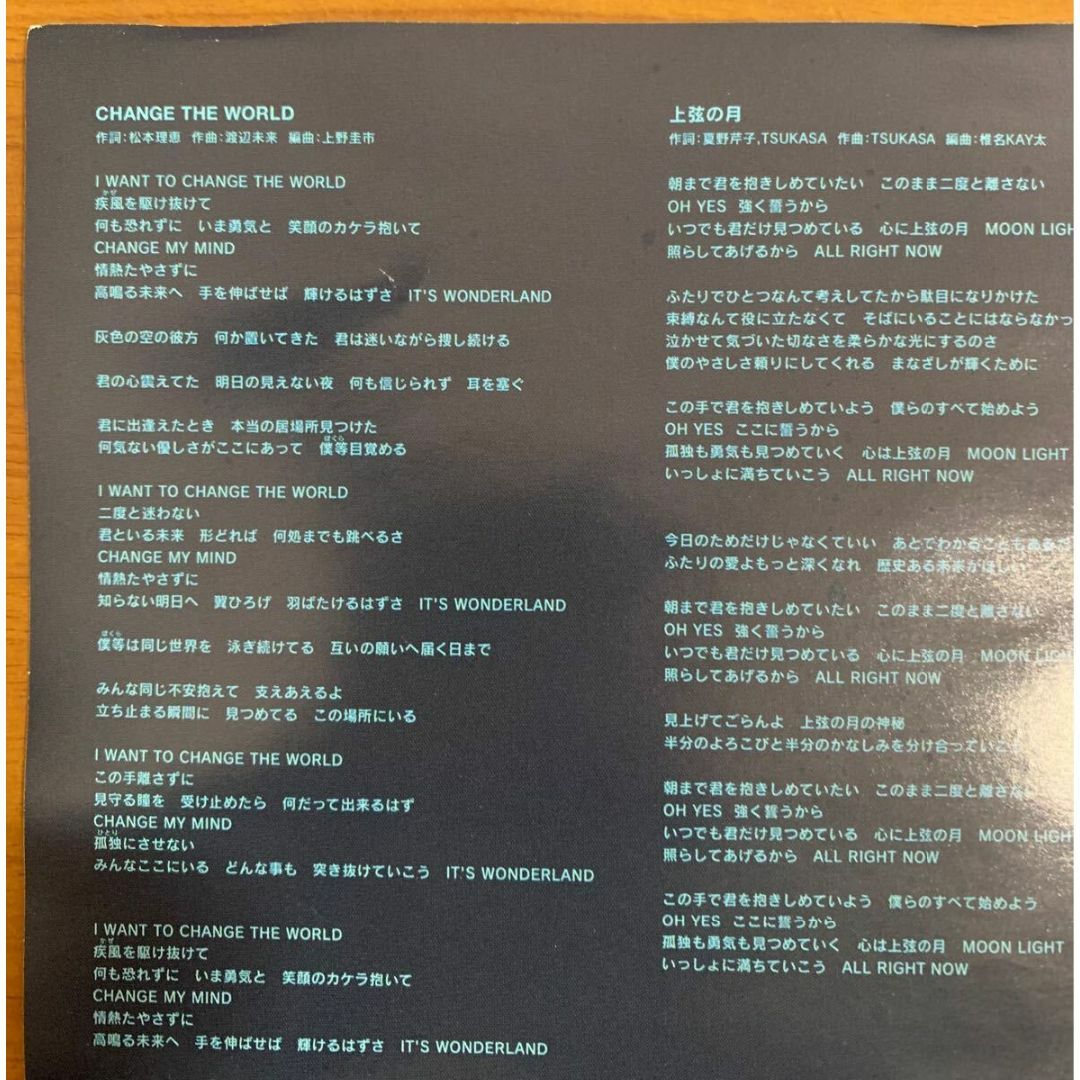 CHANGE THE WORLD
作詞:松本理恵 作曲:渡辺未来 編曲:上野圭市
I WANT TO CHANGE THE WORLD
かぜ
疾風を駆け抜けて
何も恐れずに いま勇気と 笑顔のカケラ抱いて
CHANGE MY MIND
情熱たやさずに
高鳴る未来へ 手を伸ばせば 輝けるはずさ IT'S WONDERLAND
灰色の空の彼方 何か置いてきた 君は迷いながら捜し続ける
君の心震えてた 明日の見えない夜 何も信じられず 耳を塞ぐ
君に出逢えたとき 本当の居場所見つけた
ぼくら
何気ない優しさがここにあって 僕等目覚める
I WANT TO CHANGE THE WORLD
二度と迷わない
君といる未来 形どれば 何処までも跳べるさ
CHANGE MY MIND
情熱たやさずに
知らない明日へ 翼ひろげ 羽ばたけるはずさ IT'S WONDERLAND
ぼくら
僕等は同じ世界を 泳ぎ続けてる 互いの願いへ届く日まで
みんな同じ不安抱えて 支えあえるよ
立ち止まる瞬間に 見つめてる この場所にいる
I WANT TO CHANGE THE WORLD
この手離さずに
見守る瞳を 受け止めたら 何だって出来るはず
CHANGE MY MIND
ひとり
孤独にさせない
みんなここにいる どんな事も 突き抜けていこう IT'S WONDERLAND
I WANT TO CHANGE THE WORLD
かぜ
疾風を駆け抜けて
何も恐れずに いま勇気と 笑顔のカケラ抱いて
CHANGE MY MIND
情熱たやさずに
高鳴る未来へ 手を伸ばせば 輝けるはずさ IT'S WONDERLAND
上弦の月
作詞:夏野芹子,TSUKASA 作曲:TSUKASA 編曲:椎名KAY太
朝まで君を抱きしめていたい このまま二度と離さない
OH YES 強く誓うから
いつでも君だけ見つめている 心に上弦の月 MOON LIGH
照らしてあげるから ALL RIGHT NOW
ふたりでひとつなんて考えしてたから駄目になりかけた
束縛なんて役に立たなくて そばにいることにはならなかっ
泣かせて気づいた切なさを柔らかな光にするのさ
僕のやさしさ頼りにしてくれる まなざしが輝くために
この手で君を抱きしめていよう 僕らのすべて始めよう
OH YES ここに誓うから
孤独も勇気も見つめていく 心は上弦の月 MOON LIGHT
いっしょに満ちていこう ALL RIGHT NOW
今日のためだけじゃなくていい あとでわかることもあるだ
ふたりの愛よもっと深くなれ 歴史ある未来がほしい
朝まで君を抱きしめていたい このまま二度と離さない
OH YES 強く誓うから
いつでも君だけ見つめている 心に上弦の月 MOON LIGH
照らしてあげるから ALL RIGHT NOW
見上げてごらんよ 上弦の月の神秘
半分のよろこびと半分のかなしみを分け合っていこう
朝まで君を抱きしめていたい このまま二度と離さない
OH YES 強く誓うから
いつでも君だけ見つめている 心に上弦の月 MOON LIGH
照らしてあげるから ALL RIGHT NOW
この手で君を抱きしめていよう 僕らのすべて始めよう
OH YES ここに誓うから
孤独も勇気も見つめていく 心は上弦の月 MOON LIGHT
いっしょに満ちていこう ALL RIGHT NOW